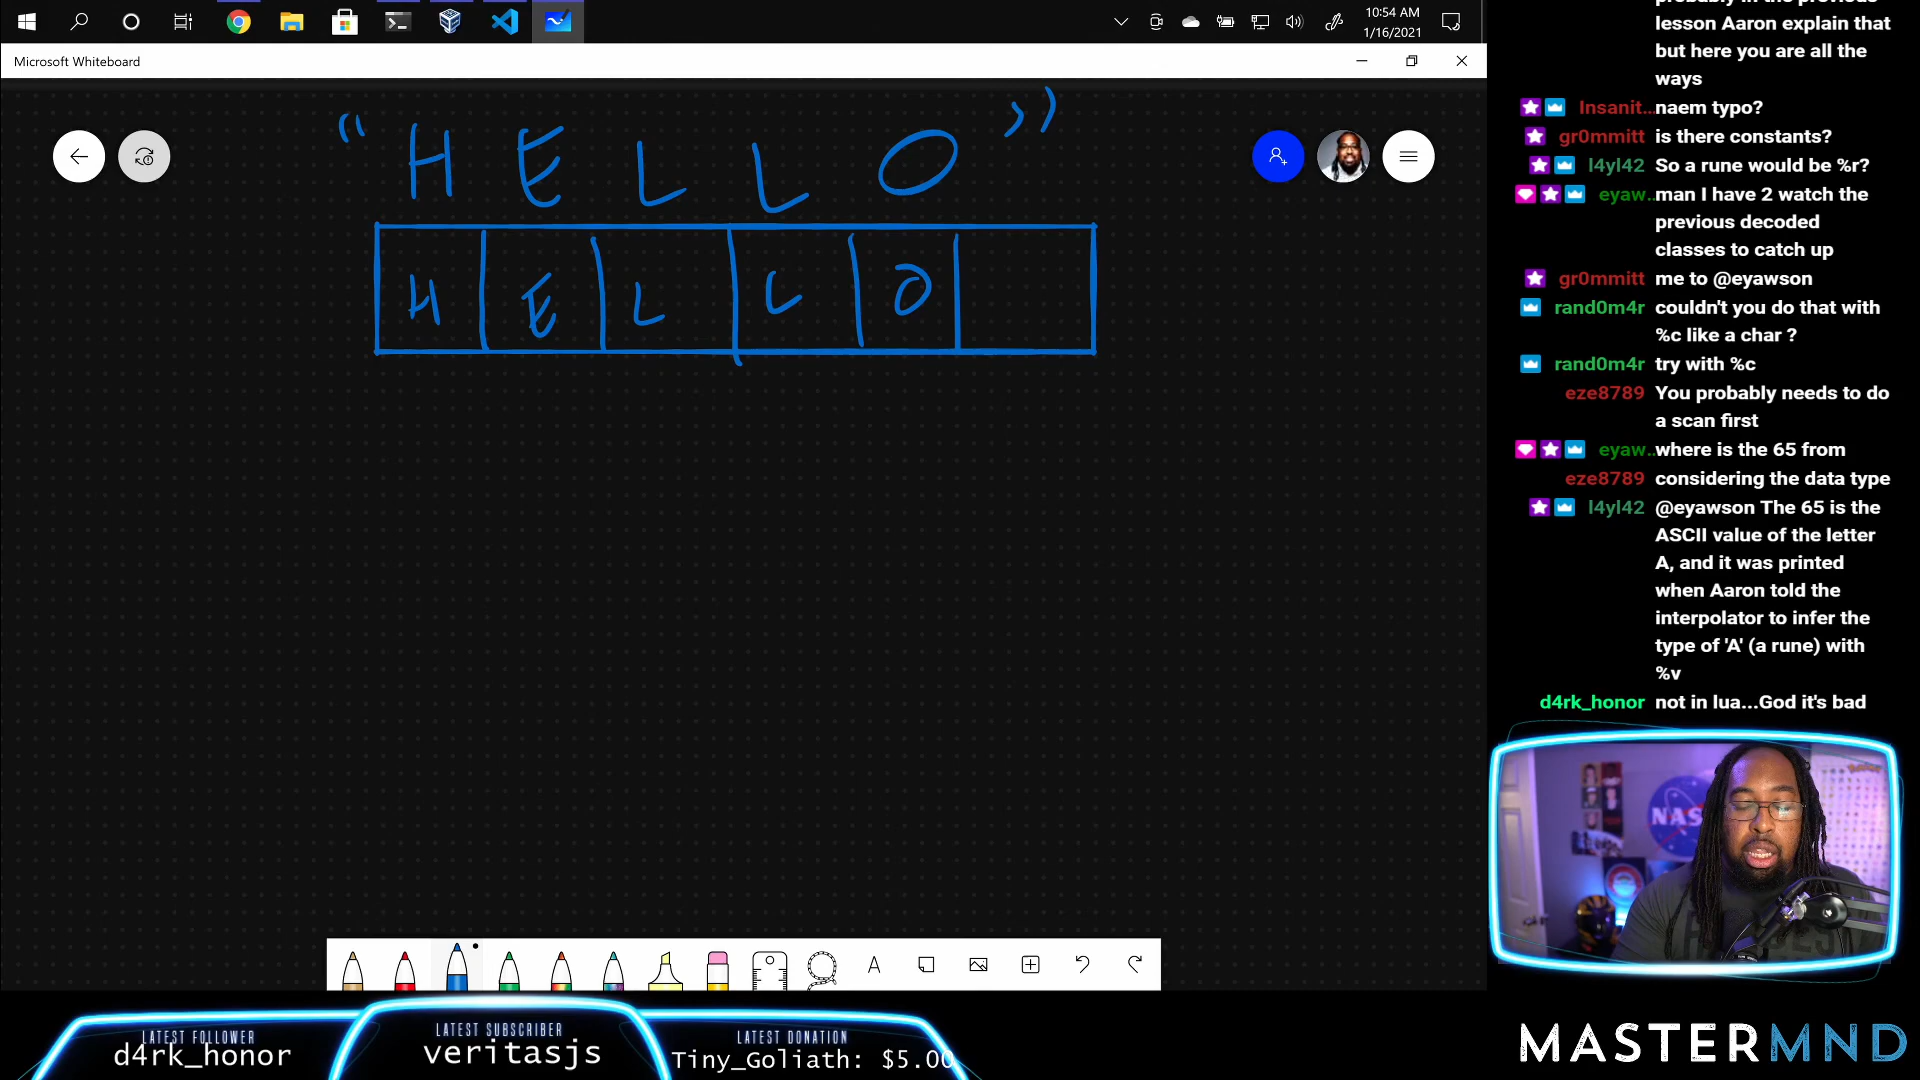 10:54 AM
1/16/2021
Microsoft Whiteboard
“ H E L L O ”
H E L L O
probably in the previous
lesson Aaron explain that
but here you are all the
ways
Insanit... naem typo?
gr0mmitt is there constants?
l4yl42 So a rune would be %r?
eyaw.. man I have 2 watch the
previous decoded
classes to catch up
gr0mmitt me to @eyawson
rand0m4r couldn't you do that with
%c like a char ?
rand0m4r try with %c
eze8789 You probably needs to do
a scan first
eyaw.. where is the 65 from
eze8789 considering the data type
l4yl42 @eyawson The 65 is the
ASCII value of the letter
A, and it was printed
when Aaron told the
interpolator to infer the
type of 'A' (a rune) with
%v
d4rk_honor not in lua...God it's bad
NASA
A
LATEST FOLLOWER
d4rk_honor
LATEST SUBSCRIBER
veritasjs
LATEST DONATION
Tiny_Goliath: $5.00
MASTERMND